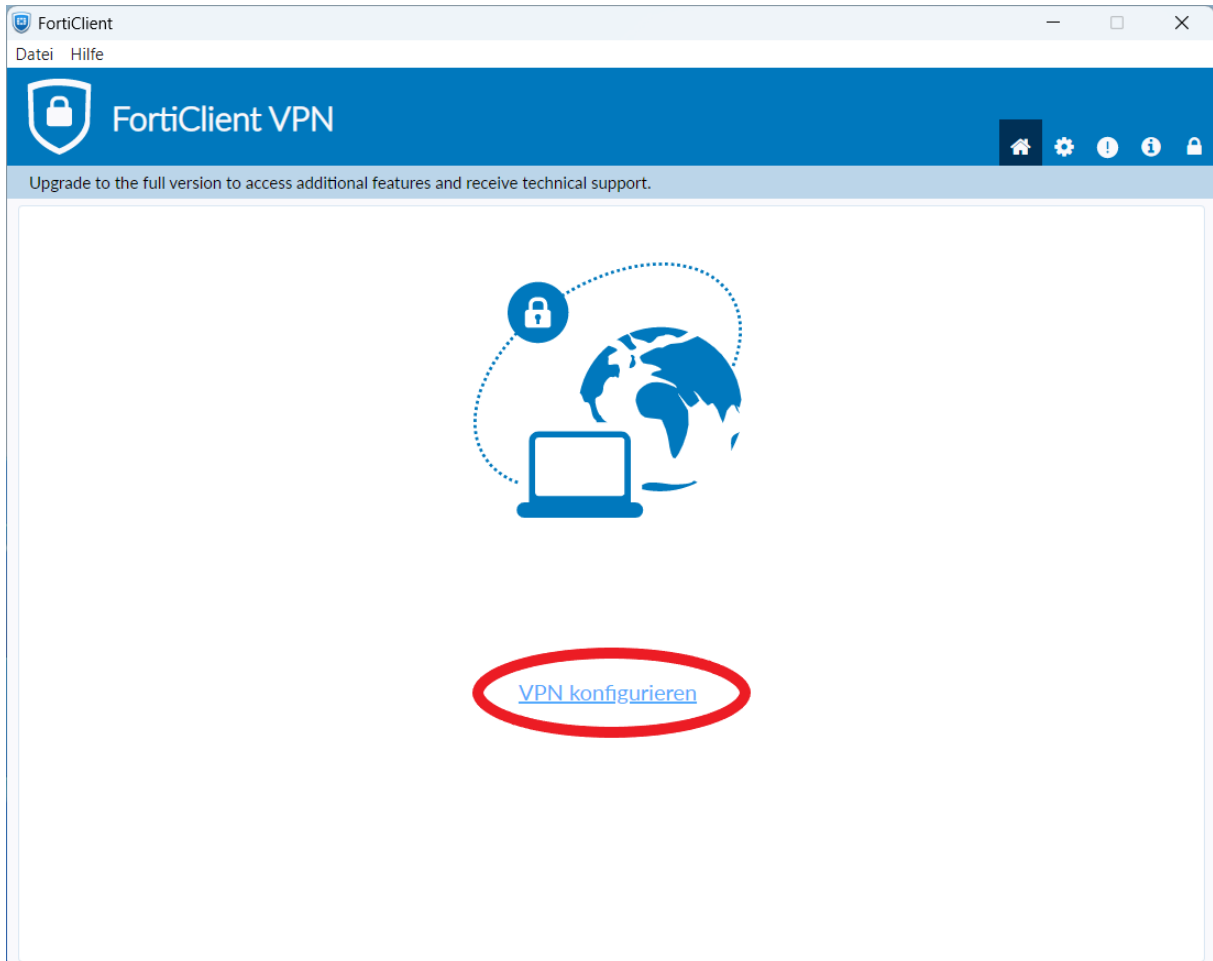 FortiClient
Datei Hilfe
FortiClient VPN
Upgrade to the full version to access additional features and receive technical support.
VPN konfigurieren